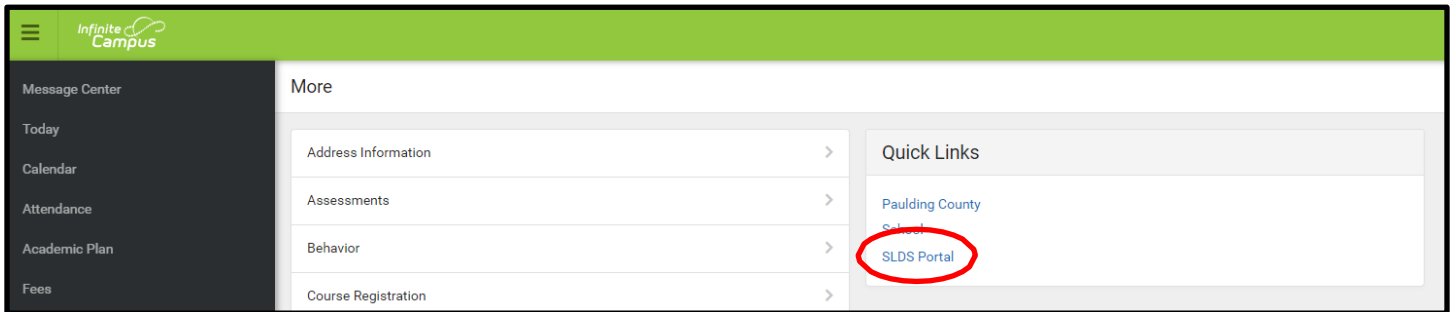 Infinite
Campus
Message Center
Today
Calendar
Attendance
Academic Plan
Fees
More
Address Information
Assessments
Behavior
Course Registration
Quick Links
Paulding County
School
SLDS Portal